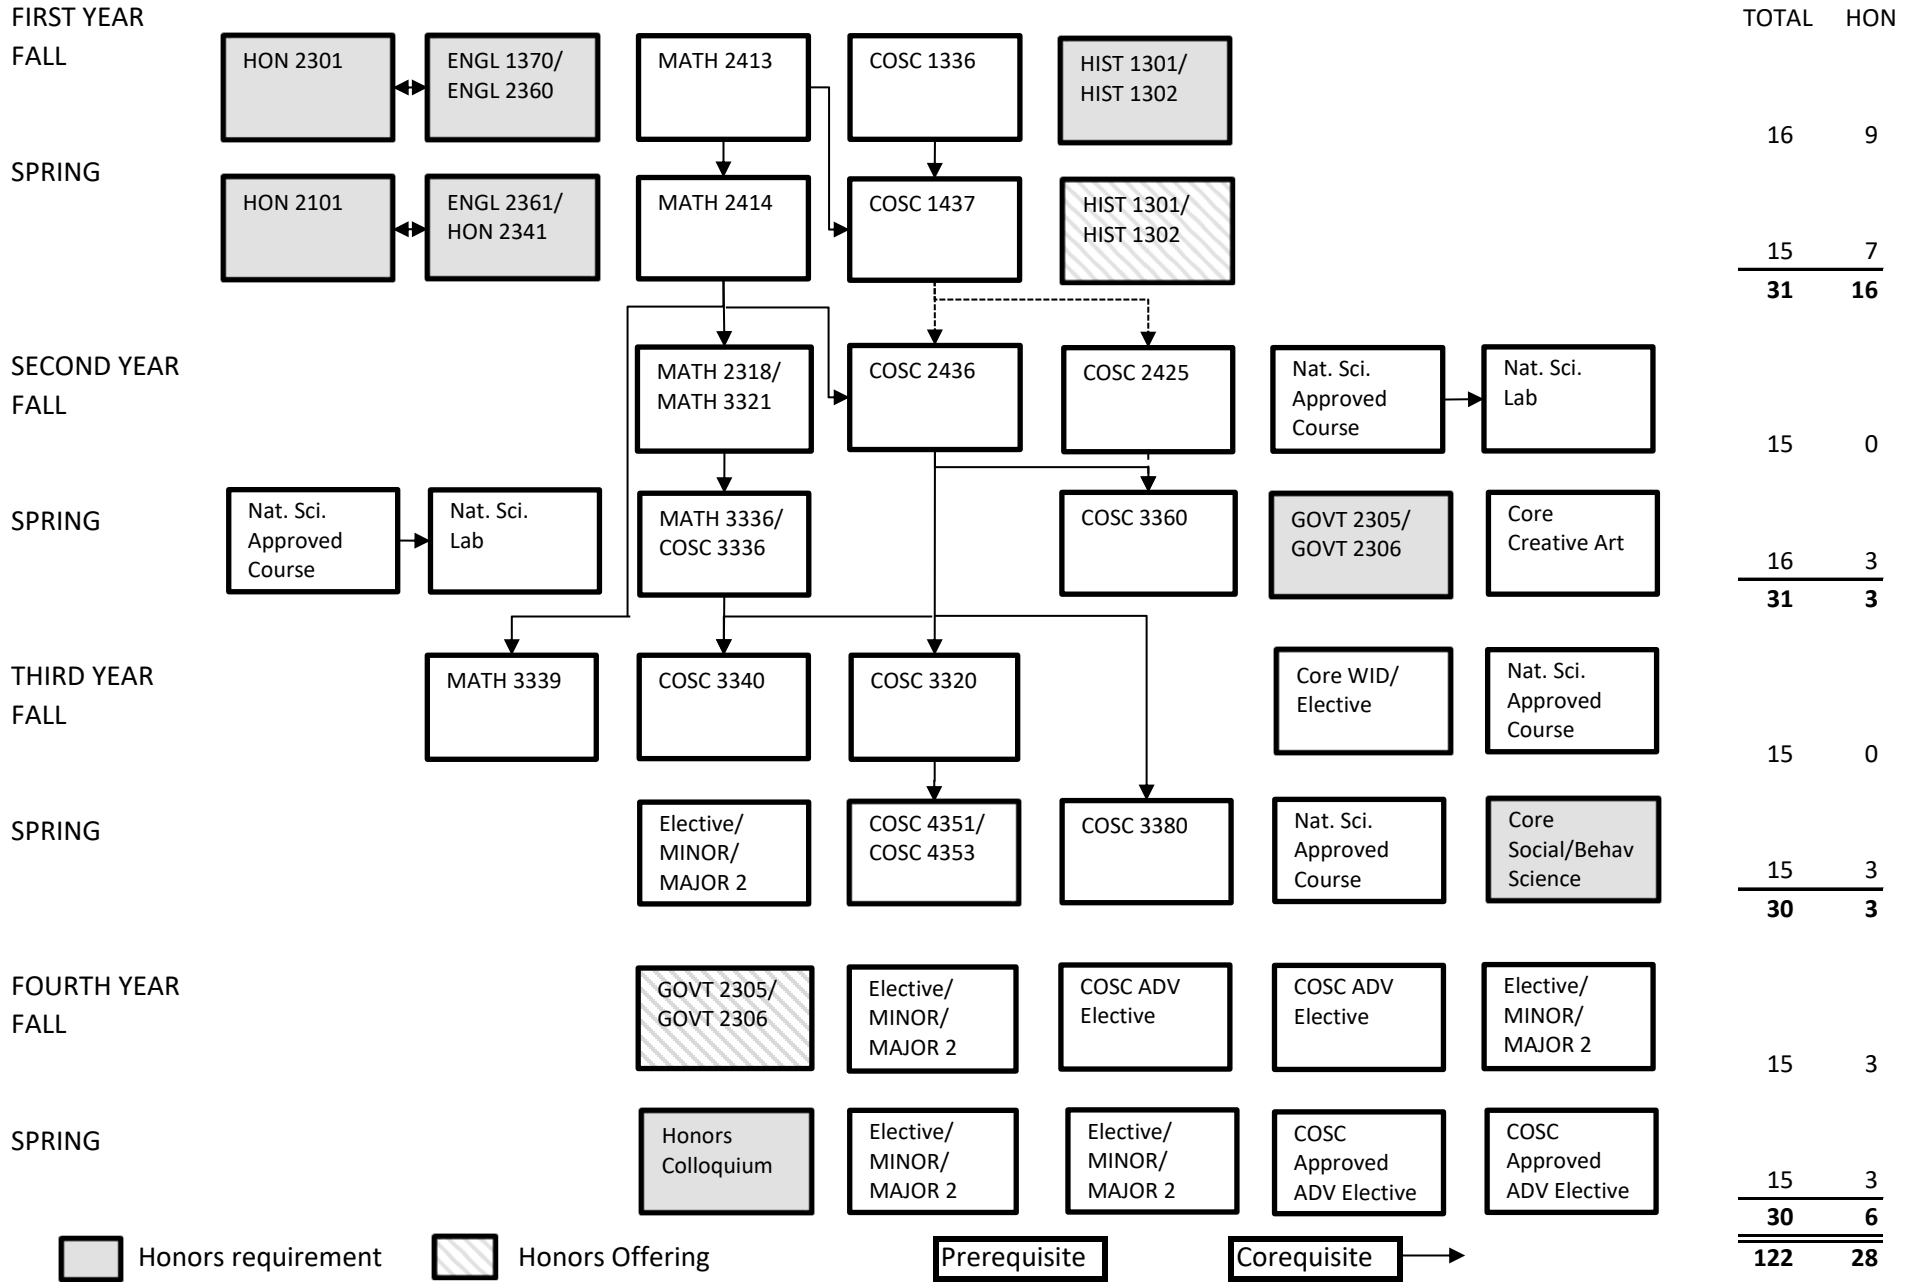 FIRST YEAR
TOTAL HON
FALL
HON 2301
ENGL 1370/
ENGL 2360
MATH 2413
COSC 1336
HIST 1301/
HIST 1302
16 9
SPRING
HON 2101
ENGL 2361/
HON 2341
MATH 2414
COSC 1437
HIST 1301/
HIST 1302
15 7
31 16
SECOND YEAR
FALL
MATH 2318/
MATH 3321
COSC 2436
COSC 2425
Nat. Sci.
Approved
Course
Nat. Sci.
Lab
15 0
SPRING
Nat. Sci.
Approved
Course
Nat. Sci.
Lab
MATH 3336/
COSC 3336
COSC 3360
GOVT 2305/
GOVT 2306
Core
Creative Art
16 3
31 3
THIRD YEAR
FALL
MATH 3339
COSC 3340
COSC 3320
Core WID/
Elective
Nat. Sci.
Approved
Course
15 0
SPRING
Elective/
MINOR/
MAJOR 2
COSC 4351/
COSC 4353
COSC 3380
Nat. Sci.
Approved
Course
Core
Social/Behav
Science
15 3
30 3
FOURTH YEAR
FALL
GOVT 2305/
GOVT 2306
Elective/
MINOR/
MAJOR 2
COSC ADV
Elective
COSC ADV
Elective
Elective/
MINOR/
MAJOR 2
15 3
SPRING
Honors
Colloquium
Elective/
MINOR/
MAJOR 2
Elective/
MINOR/
MAJOR 2
COSC
Approved
ADV Elective
COSC
Approved
ADV Elective
15 3
30 6
Honors requirement
Honors Offering
Prerequisite
Corequisite
122 28